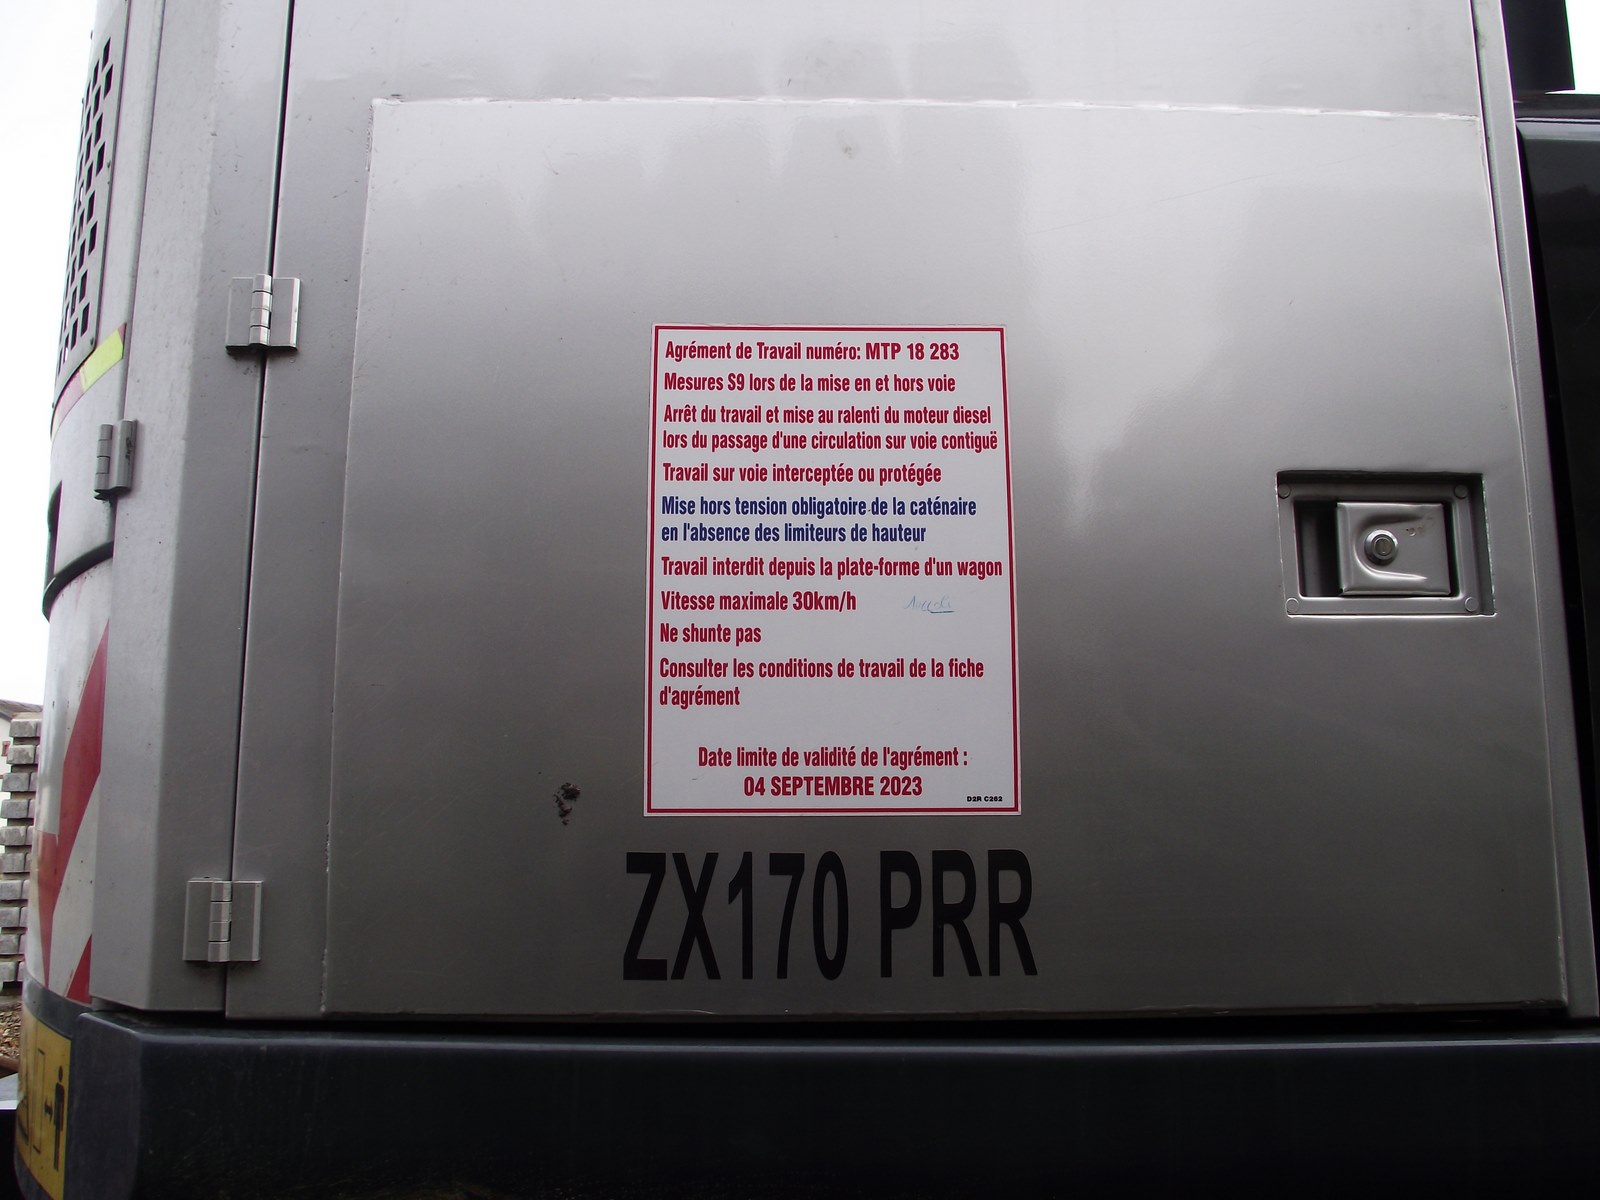 Agrément de Travail numéro: MTP 18 283
Mesures S9 lors de la mise en et hors voie
Arrêt du travail et mise au ralenti du moteur diesel
lors du passage d'une circulation sur voie contiguë
Travail sur voie interceptée ou protégée
Mise hors tension obligatoire de la caténaire
en l'absence des limiteurs de hauteur
Travail interdit depuis la plate-forme d'un wagon
Vitesse maximale 30km/h
Ne shunte pas
Consulter les conditions de travail de la fiche
d'agrément
Date limite de validité de l'agrément :
04 SEPTEMBRE 2023
D2R C262
ZX170 PRR